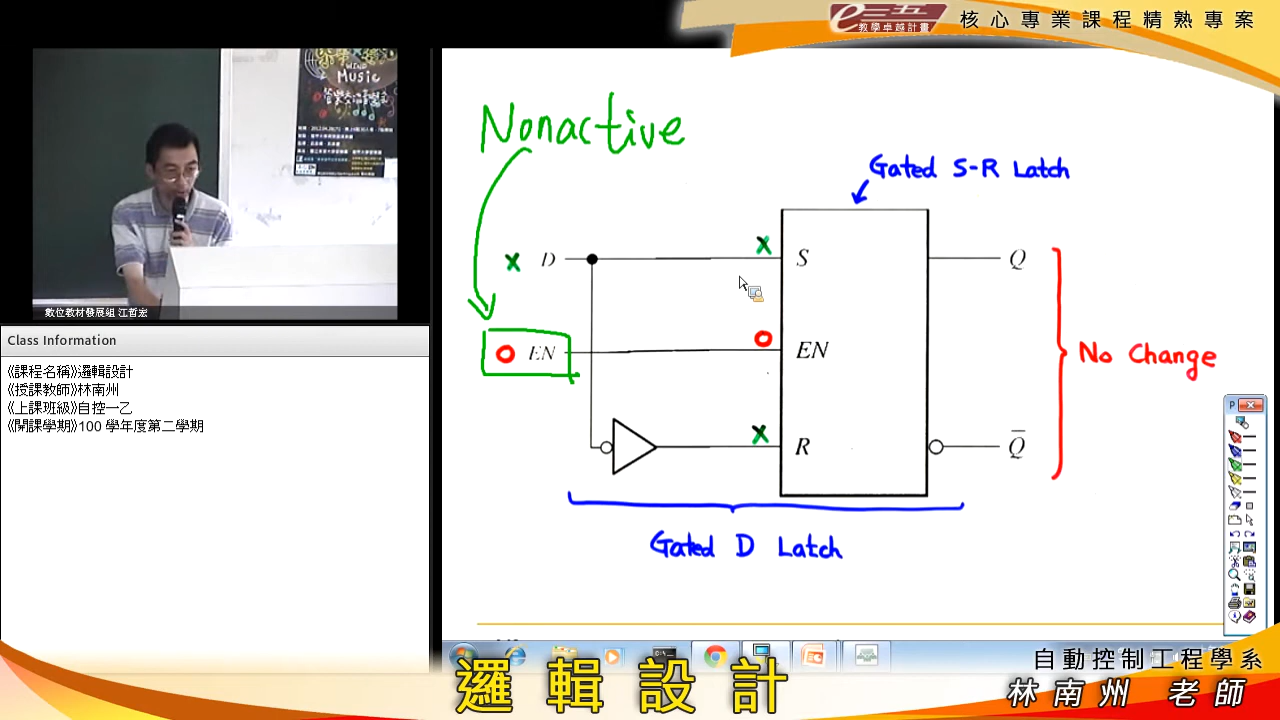 e三五
教學卓越計畫
核心專業課程精熟專案
Music
數位教材發展組 江哲宏
Class Information
《課程名稱》邏輯設計
《授課教師》林南州
《上課班級》自控一乙
《開課學期》100 學年度第二學期
Nonactive
Gated S-R Latch
X D
X S
Q
O EN
O EN
No Change
X R
Q̅
Gated D Latch
P
邏輯設計
自動控制工程學系
林南州 老師